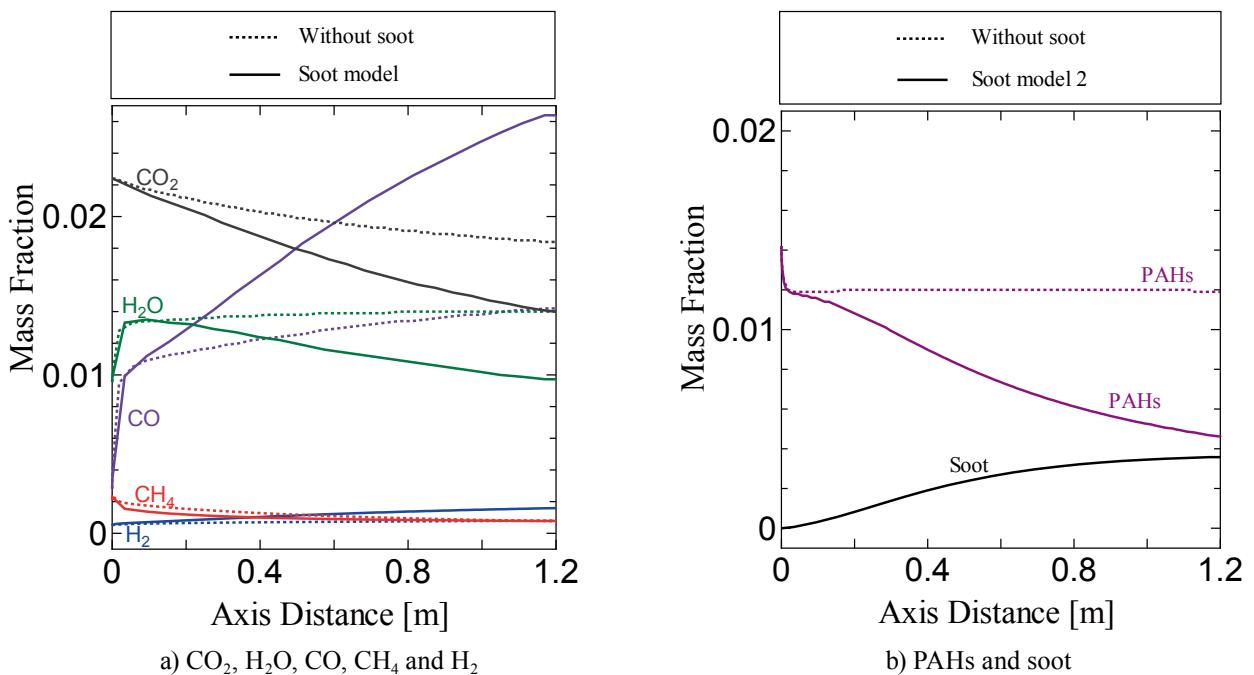 Without soot
Soot model
CO₂
H₂O
CO
CH₄
H₂
0.02
0.01
0
0 0.4 0.8 1.2
Mass Fraction
Axis Distance [m]
a) CO₂, H₂O, CO, CH₄ and H₂
Without soot
Soot model 2
PAHs
PAHs
Soot
0.02
0.01
0
0 0.4 0.8 1.2
Mass Fraction
Axis Distance [m]
b) PAHs and soot